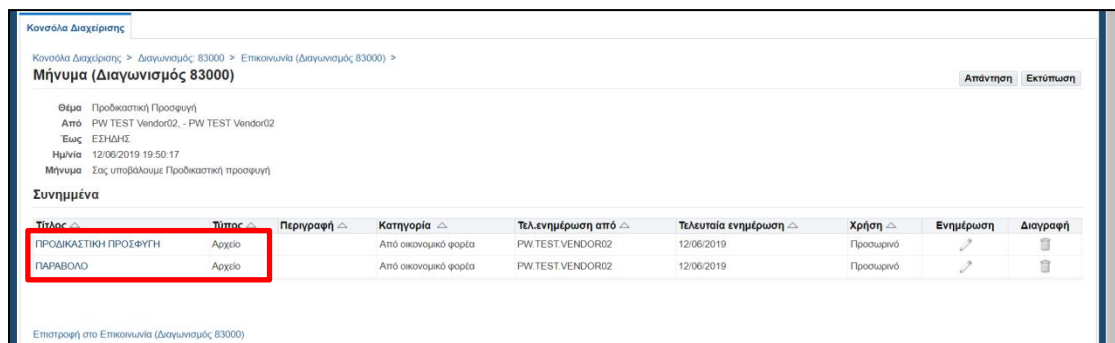 Κονσόλα Διαχείρισης
Κονσόλα Διαχείρισης > Διαγωνισμός: 83000 > Επικοινωνία (Διαγωνισμός 83000) >
Μήνυμα (Διαγωνισμός 83000) Απάντηση Εκτύπωση
Θέμα Προδικαστική Προσφυγή
Από PW TEST Vendor02, - PW TEST Vendor02
Έως ΕΣΗΔΗΣ
Ημ/νία 12/06/2019 19:50:17
Μήνυμα Σας υποβάλουμε Προδικαστική προσφυγή
Συνημμένα
Τίτλος Τύπος Περιγραφή Κατηγορία Τελ.ενημέρωση από Τελευταία ενημέρωση Χρήση Ενημέρωση Διαγραφή
ΠΡΟΔΙΚΑΣΤΙΚΗ ΠΡΟΣΦΥΓΗ Αρχείο Από οικονομικό φορέα PW.TEST.VENDOR02 12/06/2019 Προσωρινό
ΠΑΡΑΒΟΛΟ Αρχείο Από οικονομικό φορέα PW.TEST.VENDOR02 12/06/2019 Προσωρινό
Επιστροφή στο Επικοινωνία (Διαγωνισμός 83000)